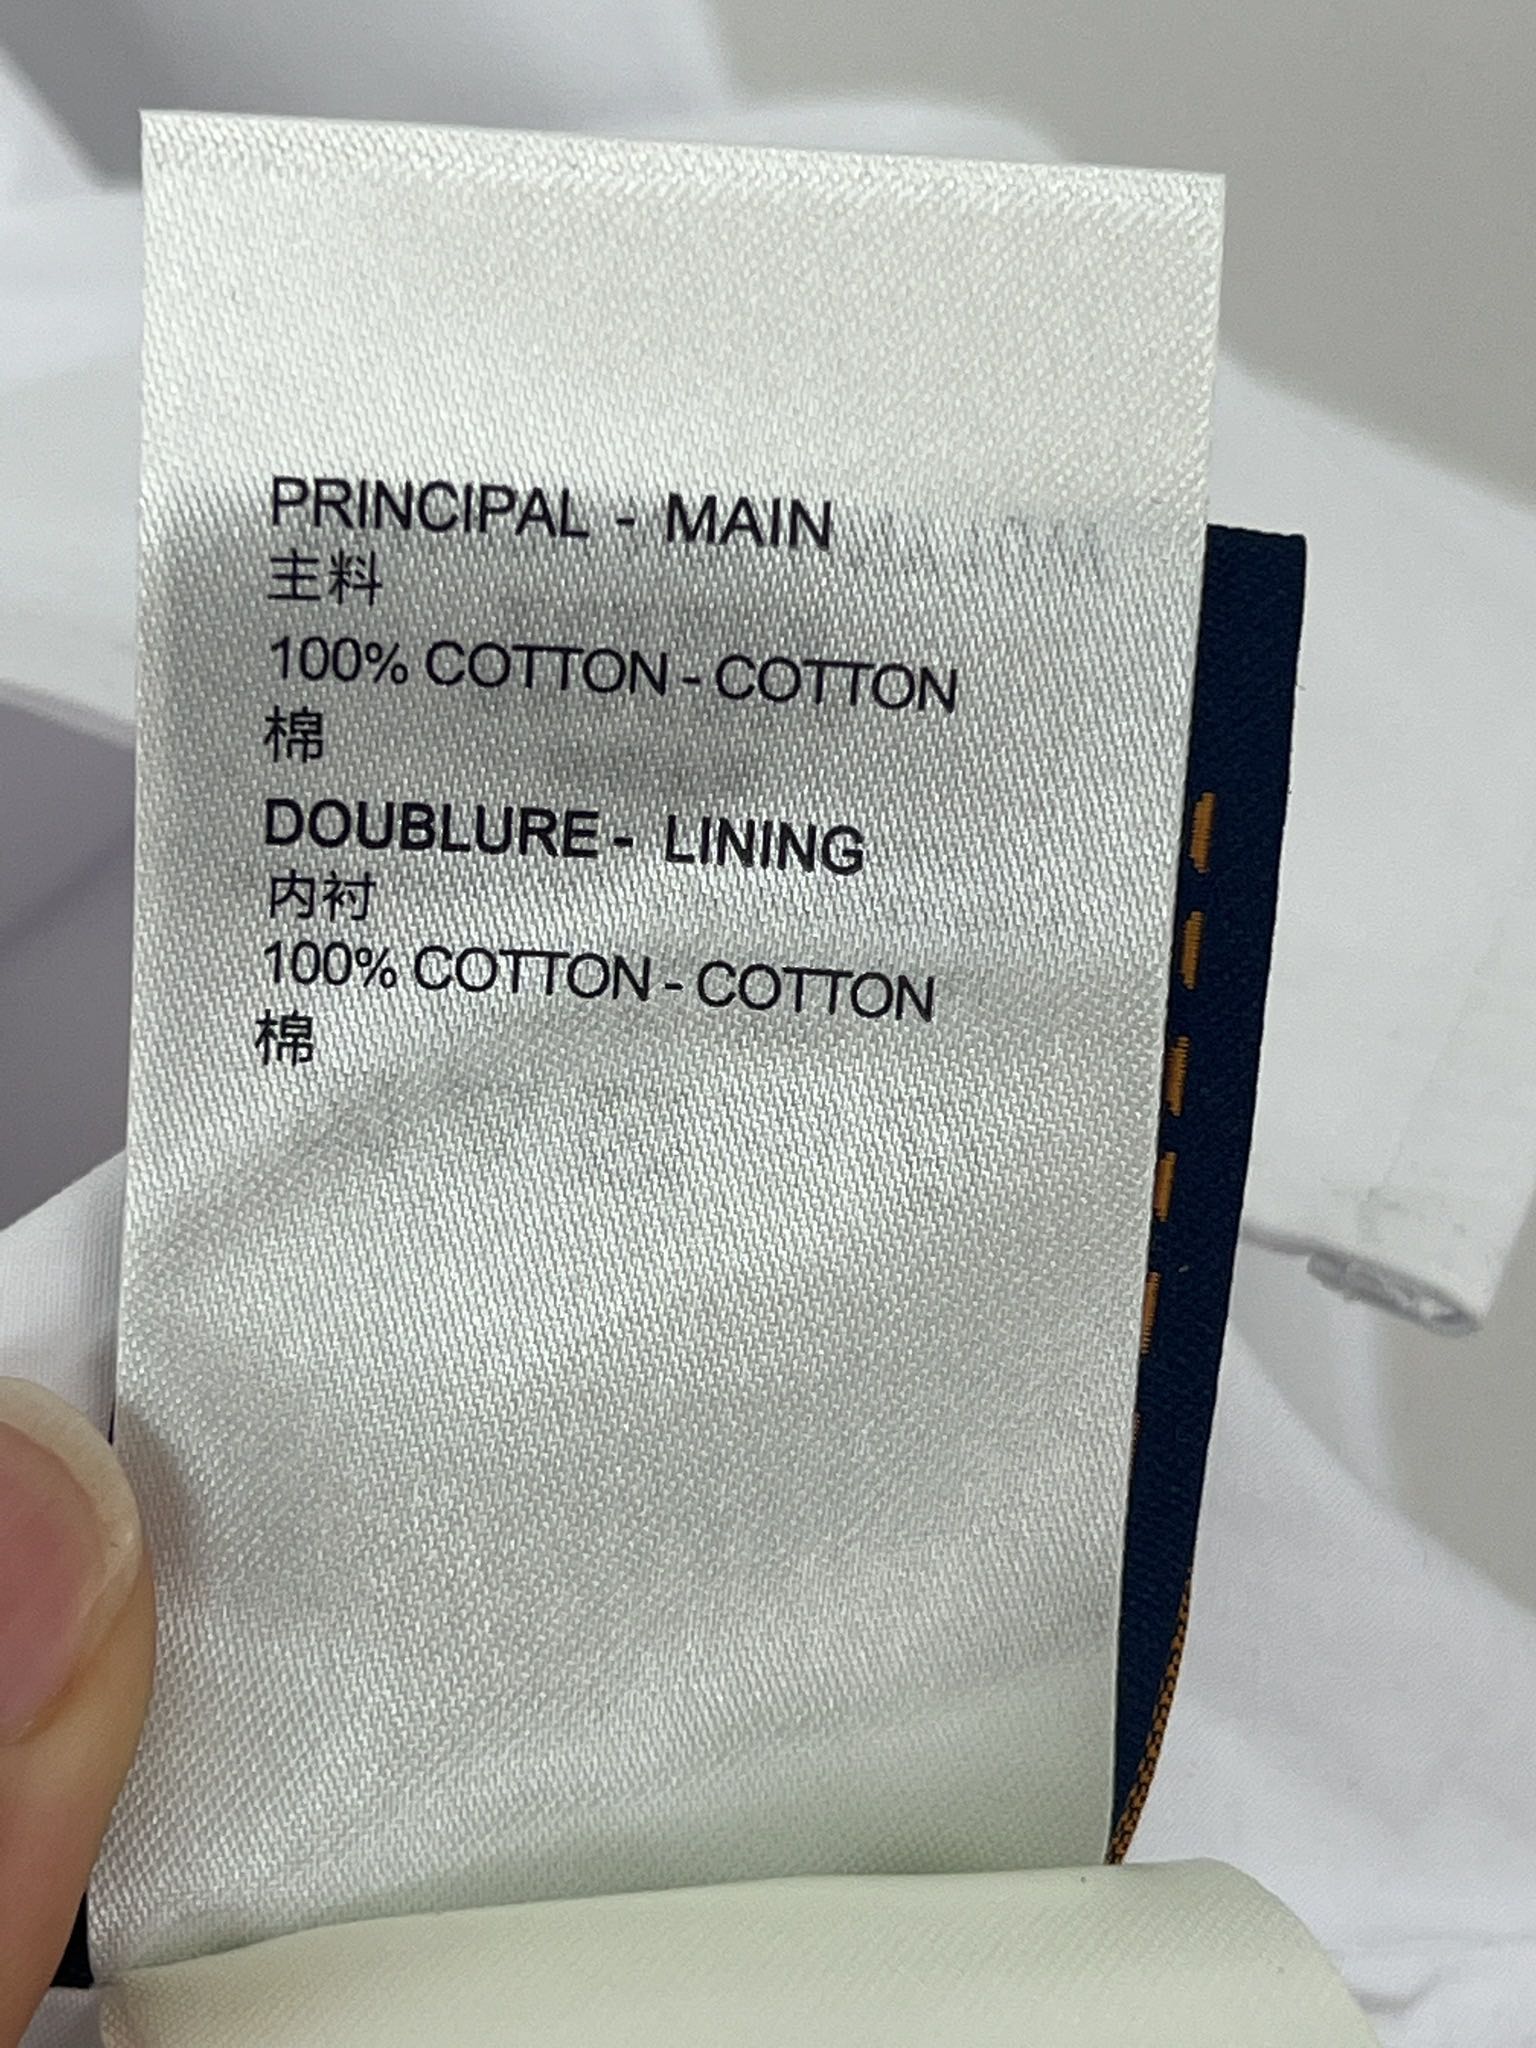 PRINCIPAL - MAIN
主料
100% COTTON - COTTON
棉
DOUBLURE - LINING
内衬
100% COTTON - COTTON
棉